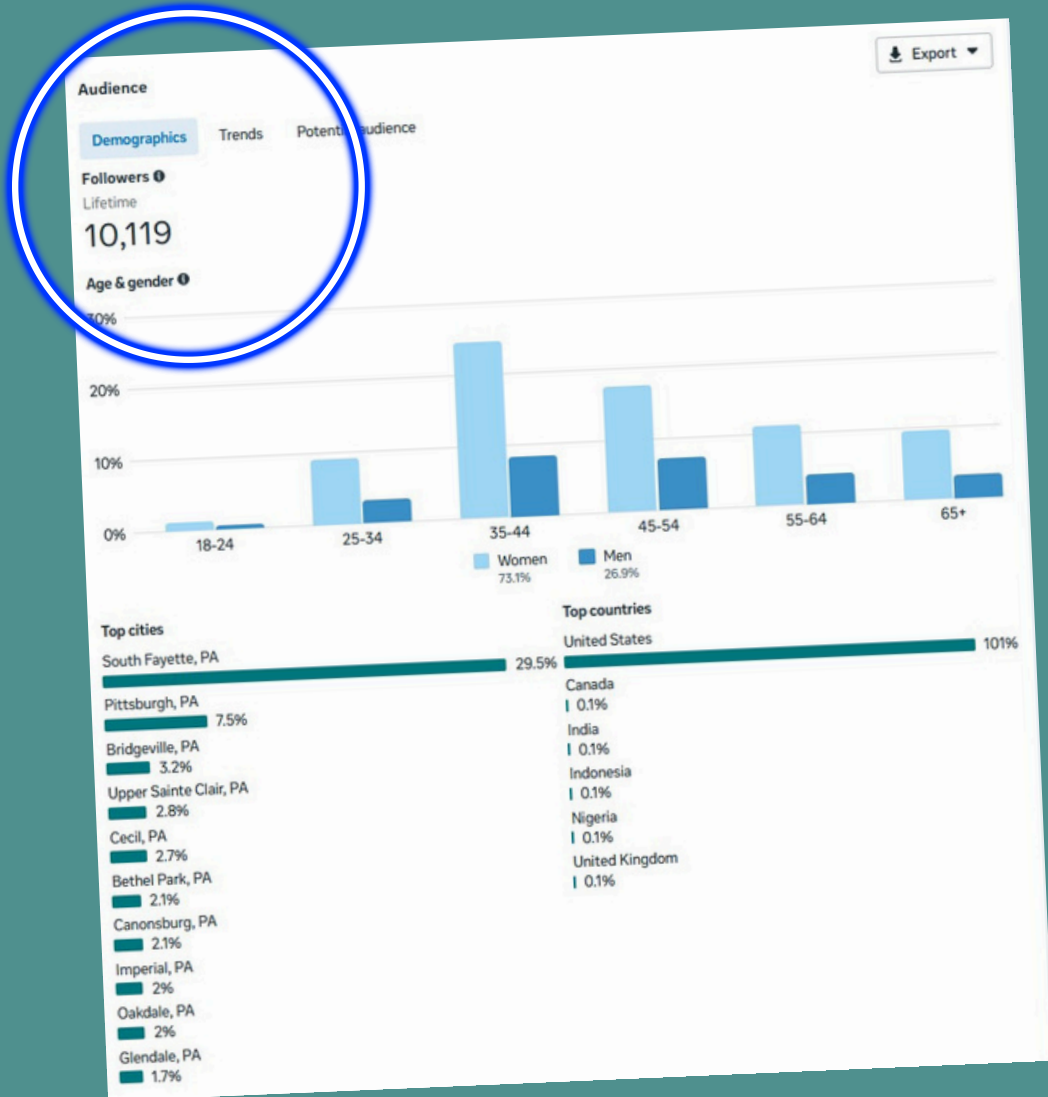 Audience
Export
Demographics
Trends
Potenti audience
Followers
Lifetime
10,119
Age & gender
30%
20%
10%
0%
18-24
25-34
35-44
45-54
55-64
65+
Women
73.1%
Men
26.9%
Top cities
South Fayette, PA
29.5%
Pittsburgh, PA
7.5%
Bridgeville, PA
3.2%
Upper Sainte Clair, PA
2.8%
Cecil, PA
2.7%
Bethel Park, PA
2.1%
Canonsburg, PA
2.1%
Imperial, PA
2%
Oakdale, PA
2%
Glendale, PA
1.7%
Top countries
United States
101%
Canada
0.1%
India
0.1%
Indonesia
0.1%
Nigeria
0.1%
United Kingdom
0.1%